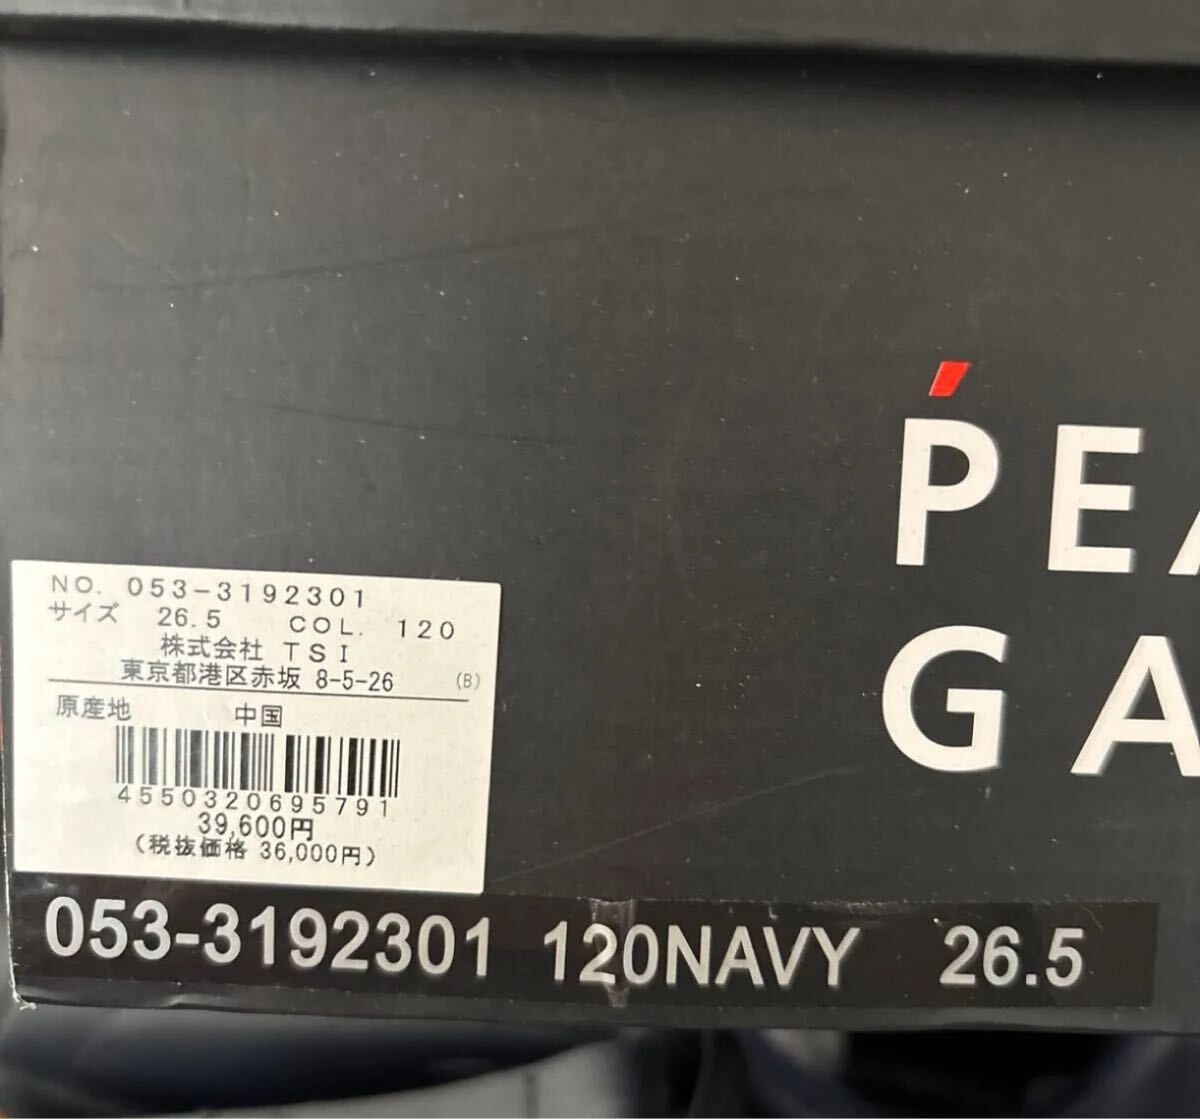 PEA
GA
NO. 053-3192301
サイズ 26.5 COL. 120
株式会社 TSI
東京都港区赤坂 8-5-26 (B)
原産地 中国
4550320695791
39,600円
(税抜価格 36,000円)
053-3192301 120NAVY 26.5